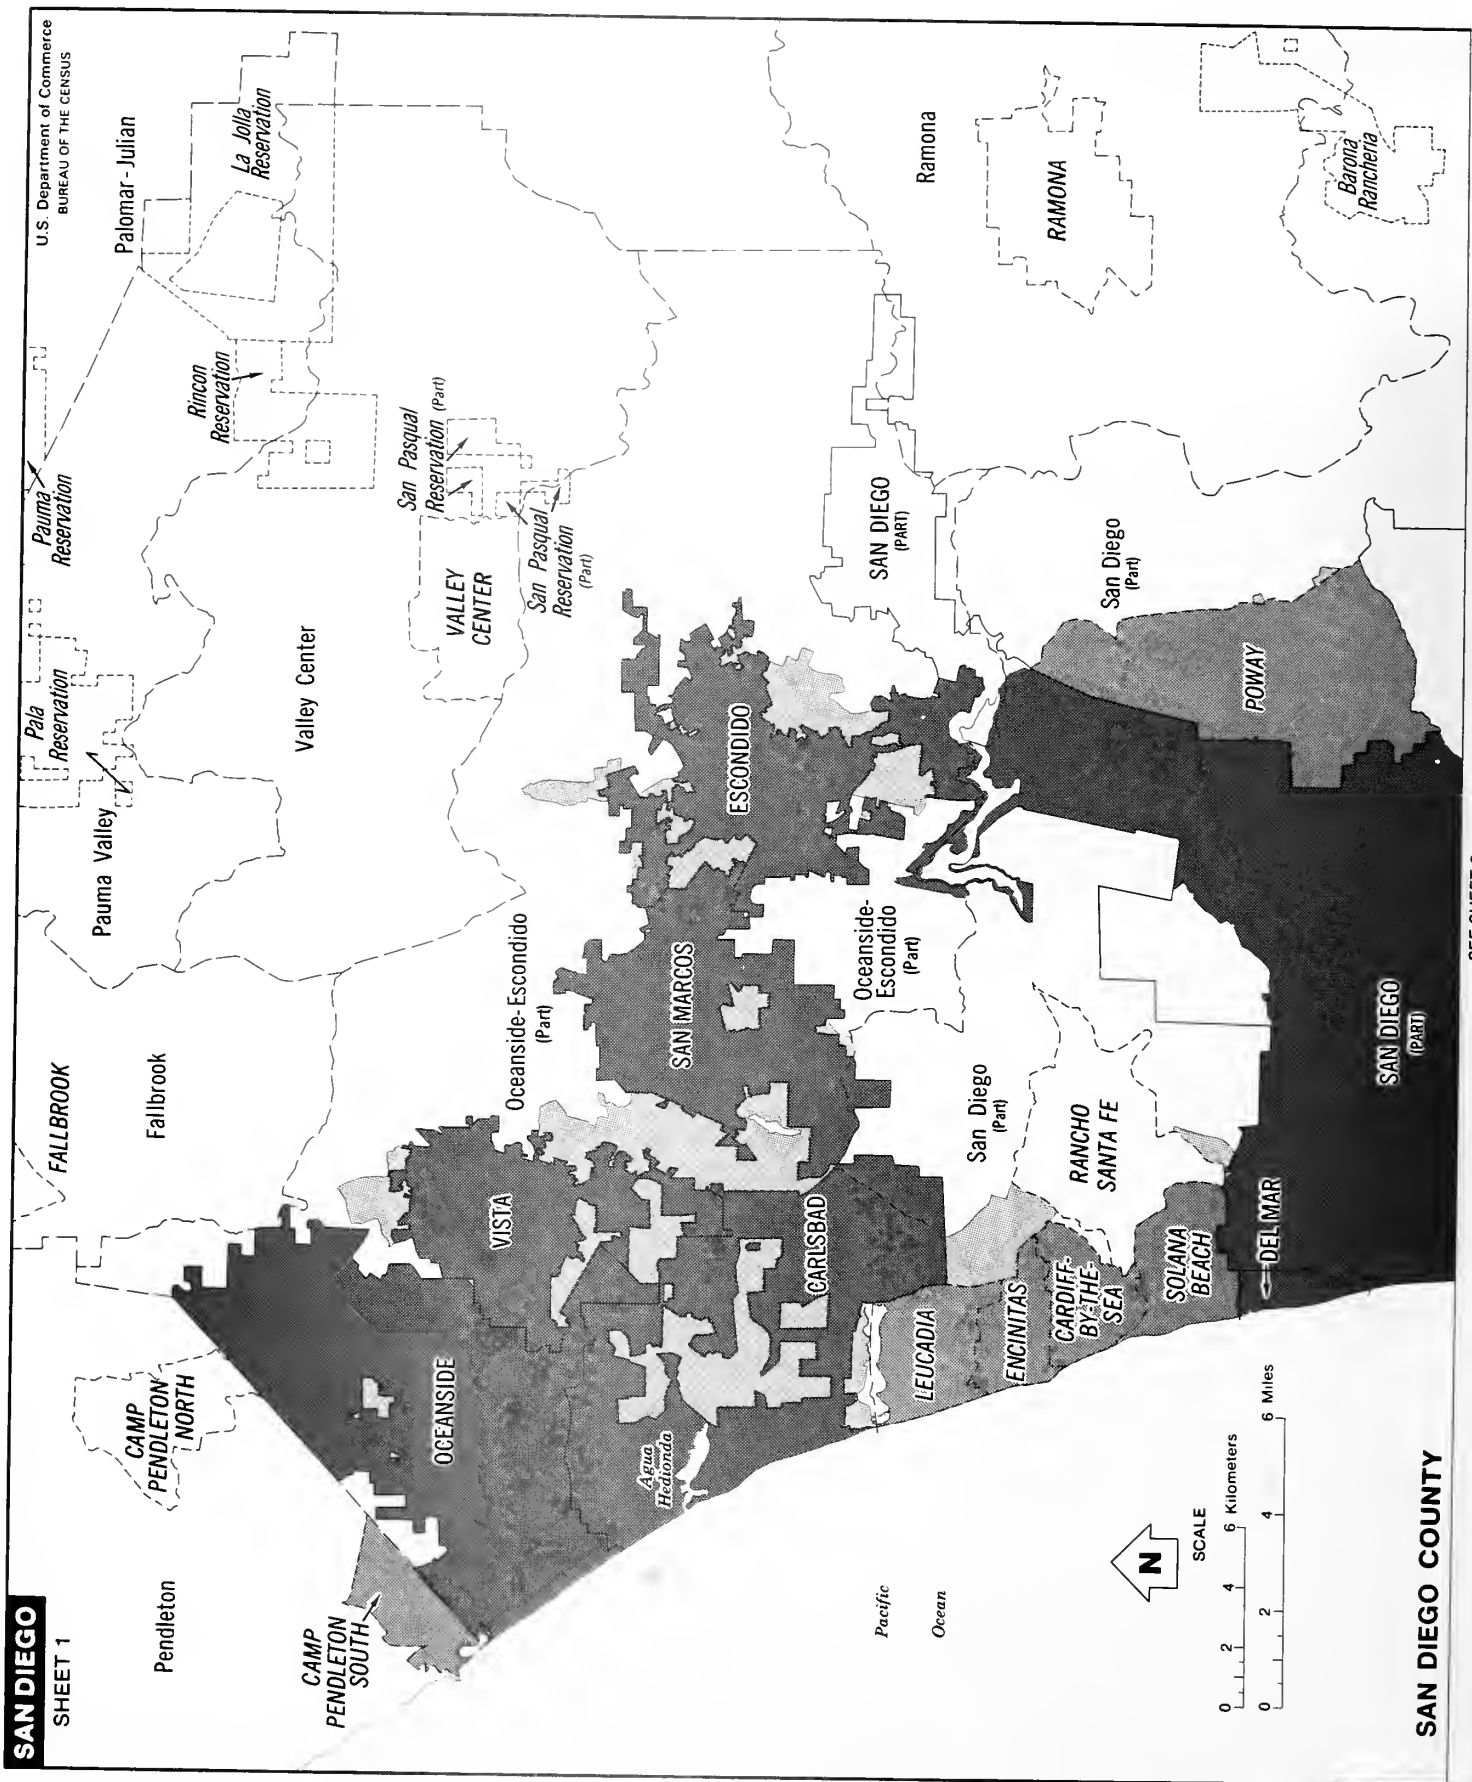 SAN DIEGO
SHEET 1
U.S. Department of Commerce
BUREAU OF THE CENSUS
Pendleton
CAMP
PENDLETON
NORTH
CAMP
PENDLETON
SOUTH
FALLBROOK
Fallbrook
Pauma Valley
Pala
Reservation
Pauma
Reservation
Palomar - Julian
La Jolla
Reservation
Rincon
Reservation
Valley Center
San Pasqual
Reservation (Part)
VALLEY
CENTER
San Pasqual
Reservation
(Part)
OCEANSIDE
VISTA
Oceanside-Escondido
(Part)
SAN MARCOS
ESCONDIDO
Agua
Hedionda
CARLSBAD
Oceanside-
Escondido
(Part)
SAN DIEGO
(PART)
Ramona
RAMONA
Barona
Rancheria
LEUCADIA
ENCINITAS
CARDIFF-
BY-THE-
SEA
San Diego
(Part)
RANCHO
SANTA FE
San Diego
(Part)
SOLANA
BEACH
DEL MAR
POWAY
SAN DIEGO
(PART)
Pacific
Ocean
N
SCALE
0 2 4 6 Kilometers
0 2 4 6 Miles
SAN DIEGO COUNTY